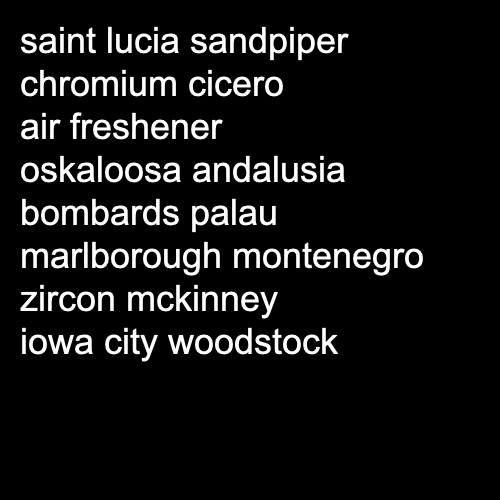 saint lucia sandpiper
chromium cicero
air freshener
oskaloosa andalusia
bombards palau
marlborough montenegro
zircon mckinney
iowa city woodstock